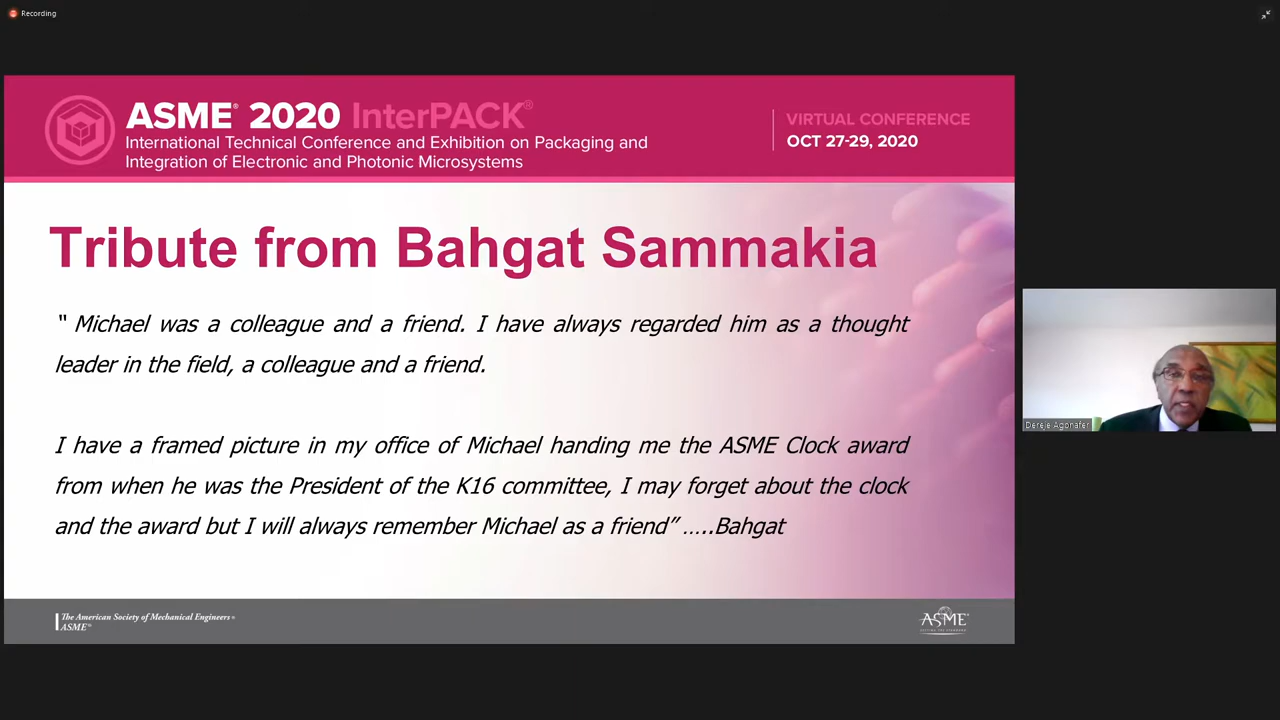 Recording
ASME® 2020 InterPACK®
International Technical Conference and Exhibition on Packaging and
Integration of Electronic and Photonic Microsystems
VIRTUAL CONFERENCE
OCT 27-29, 2020
Tribute from Bahgat Sammakia
“ Michael was a colleague and a friend. I have always regarded him as a thought
leader in the field, a colleague and a friend.
I have a framed picture in my office of Michael handing me the ASME Clock award
from when he was the President of the K16 committee, I may forget about the clock
and the award but I will always remember Michael as a friend” …..Bahgat
Dereje Agonafer
The American Society of Mechanical Engineers®
ASME®
ASME®
SETTING THE STANDARD